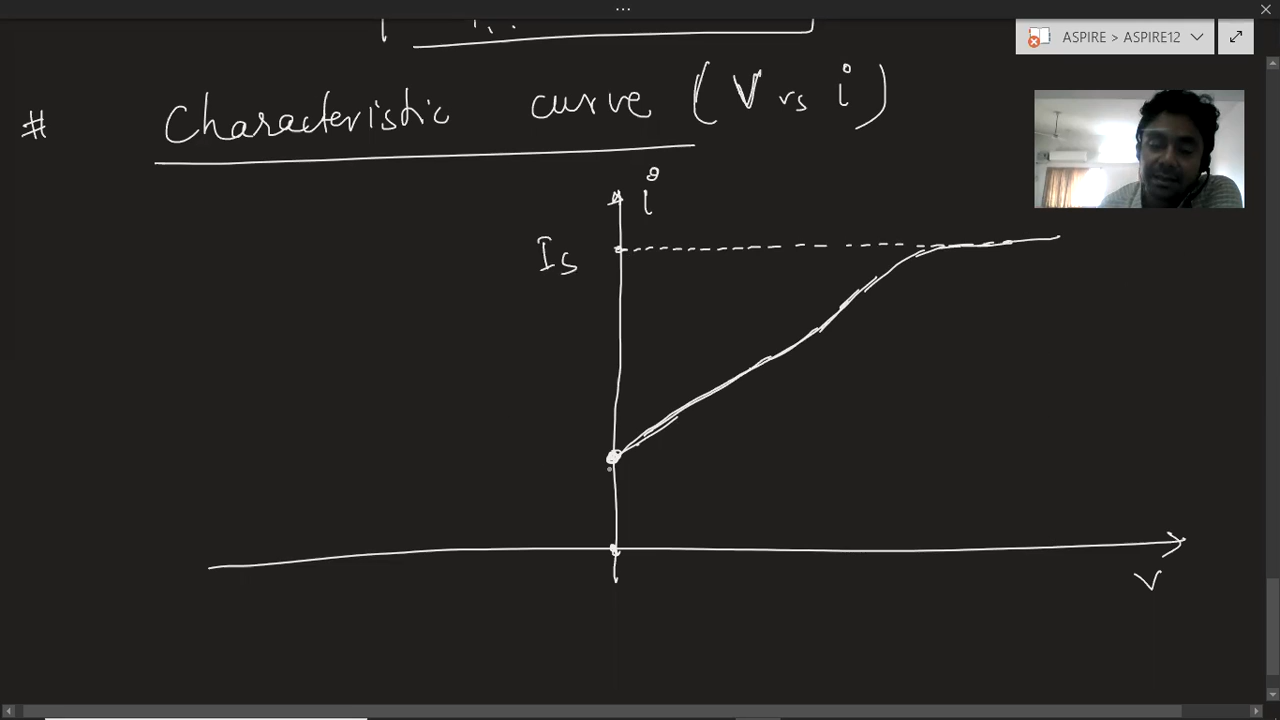 ASPIRE > ASPIRE12
# Characteristic curve (V vs i)
i
Is
V